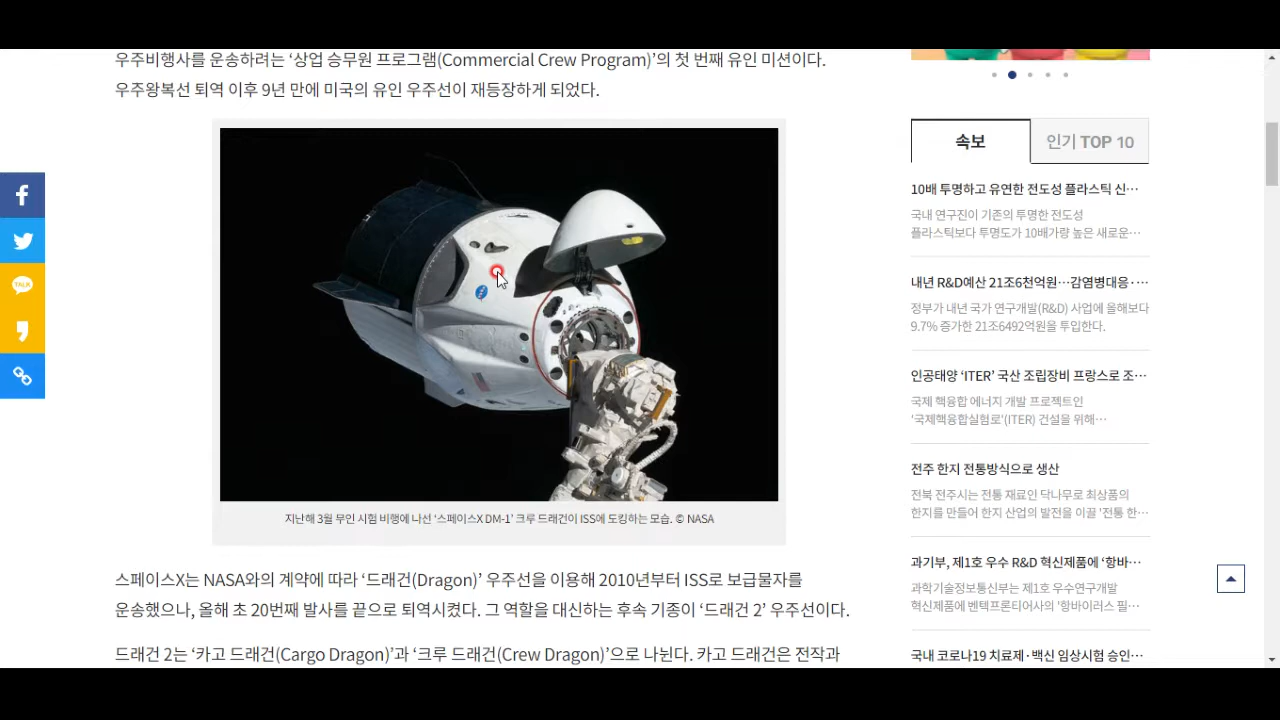 우주비행사를 운송하려는 ‘상업 승무원 프로그램(Commercial Crew Program)’의 첫 번째 유인 미션이다.
우주왕복선 퇴역 이후 9년 만에 미국의 유인 우주선이 재등장하게 되었다.
지난해 3월 무인 시험 비행에 나선 ‘스페이스X DM-1’ 크루 드래건이 ISS에 도킹하는 모습. © NASA
스페이스X는 NASA와의 계약에 따라 ‘드래건(Dragon)’ 우주선을 이용해 2010년부터 ISS로 보급물자를
운송했으나, 올해 초 20번째 발사를 끝으로 퇴역시켰다. 그 역할을 대신하는 후속 기종이 ‘드래건 2’ 우주선이다.
드래건 2는 ‘카고 드래건(Cargo Dragon)’과 ‘크루 드래건(Crew Dragon)’으로 나뉜다. 카고 드래건은 전작과
TALK
속보
인기 TOP 10
10배 투명하고 유연한 전도성 플라스틱 신…
국내 연구진이 기존의 투명한 전도성
플라스틱보다 투명도가 10배가량 높은 새로운…
내년 R&D예산 21조6천억원…감염병대응·…
정부가 내년 국가 연구개발(R&D) 사업에 올해보다
9.7% 증가한 21조6492억원을 투입한다.
인공태양 ‘ITER’ 국산 조립장비 프랑스로 조…
국제 핵융합 에너지 개발 프로젝트인
‘국제핵융합실험로’(ITER) 건설을 위해…
전주 한지 전통방식으로 생산
전북 전주시는 전통 재료인 닥나무로 최상품의
한지를 만들어 한지 산업의 발전을 이끌 '전통 한…
과기부, 제1호 우수 R&D 혁신제품에 ‘항바…
과학기술정보통신부는 제1호 우수연구개발
혁신제품에 벤텍프론티어사의 '항바이러스 필…
국내 코로나19 치료제·백신 임상시험 승인…